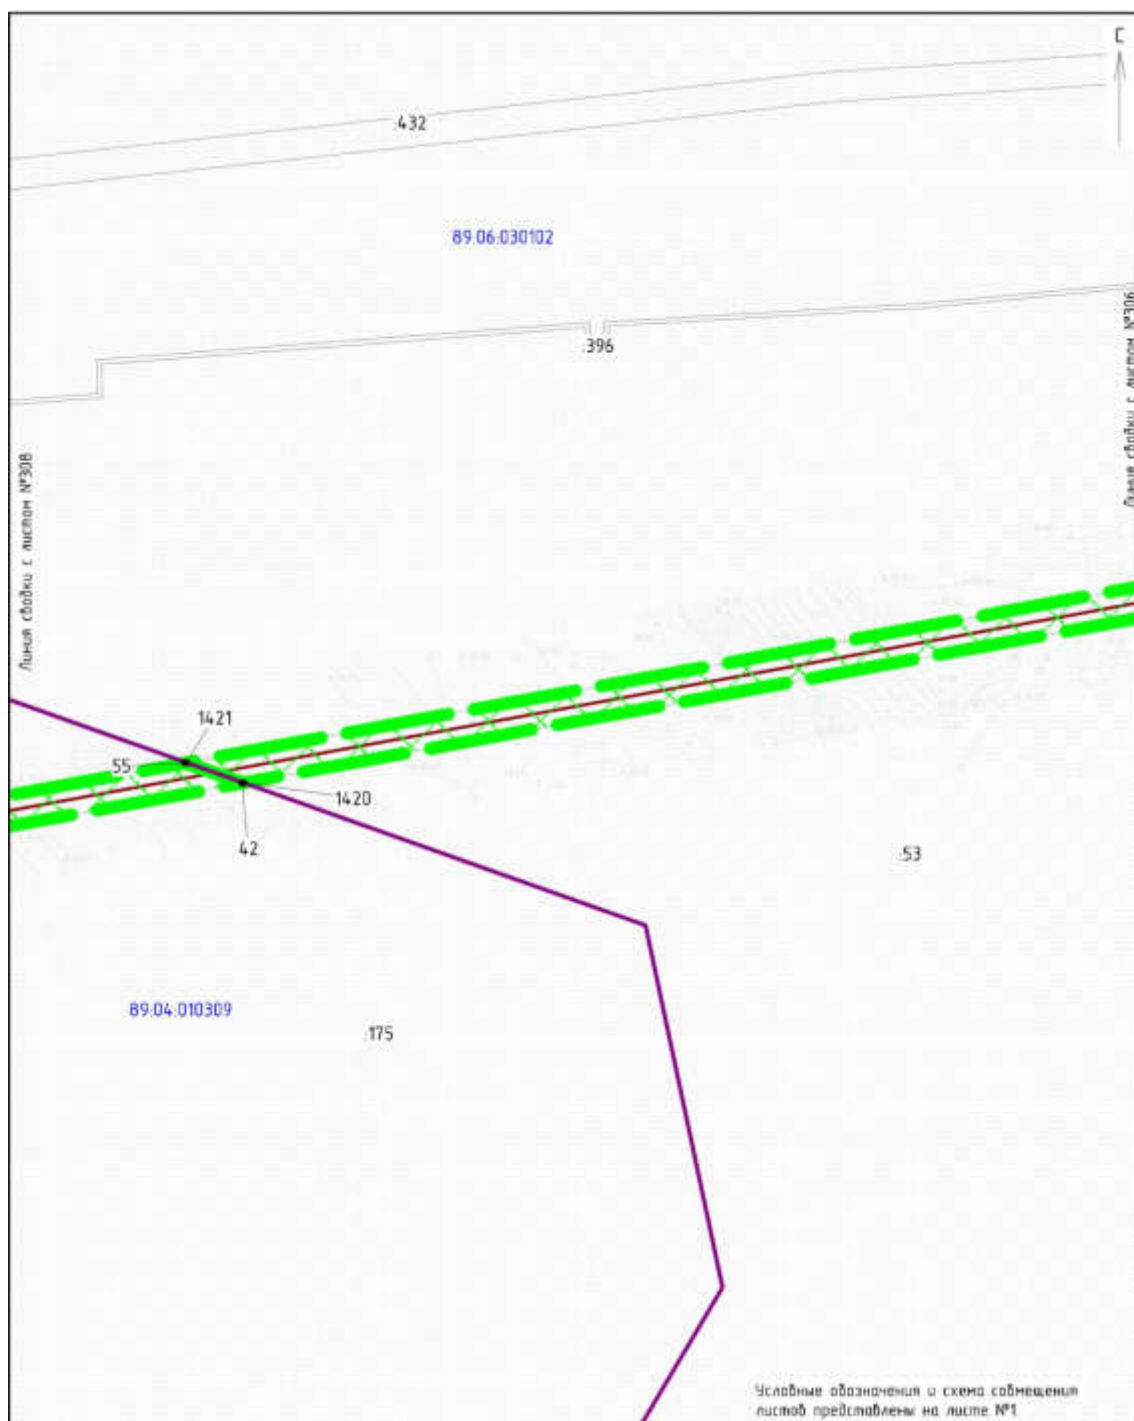 С
:432
89:06:030102
:396
Линия сводки с листом №306
Линия сводки с листом №308
1421
55
1420
42
:53
89:04:010309
:175
Условные обозначения и схема совмещения
листов представлены на листе №1